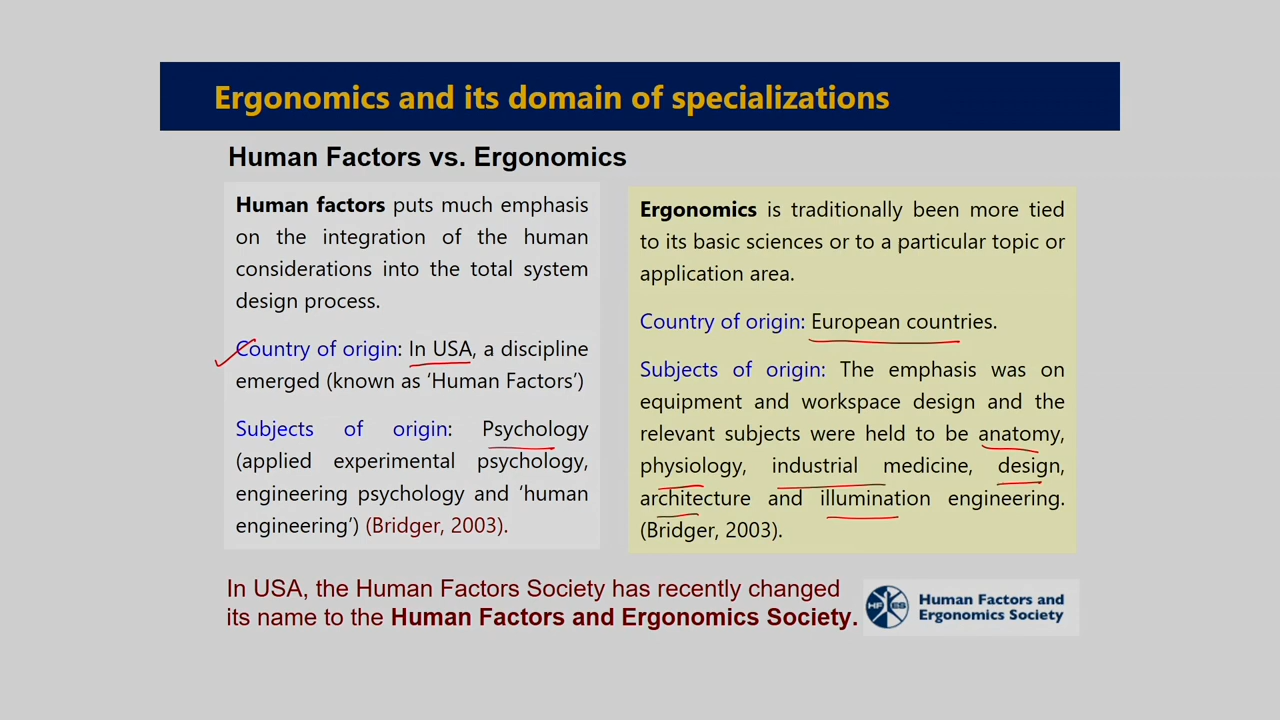 Ergonomics and its domain of specializations
Human Factors vs. Ergonomics
Human factors puts much emphasis
on the integration of the human
considerations into the total system
design process.
Country of origin: In USA, a discipline
emerged (known as ‘Human Factors’)
Subjects of origin: Psychology
(applied experimental psychology,
engineering psychology and ‘human
engineering’) (Bridger, 2003).
Ergonomics is traditionally been more tied
to its basic sciences or to a particular topic or
application area.
Country of origin: European countries.
Subjects of origin: The emphasis was on
equipment and workspace design and the
relevant subjects were held to be anatomy,
physiology, industrial medicine, design,
architecture and illumination engineering.
(Bridger, 2003).
In USA, the Human Factors Society has recently changed
its name to the Human Factors and Ergonomics Society.
HFES
Human Factors and
Ergonomics Society